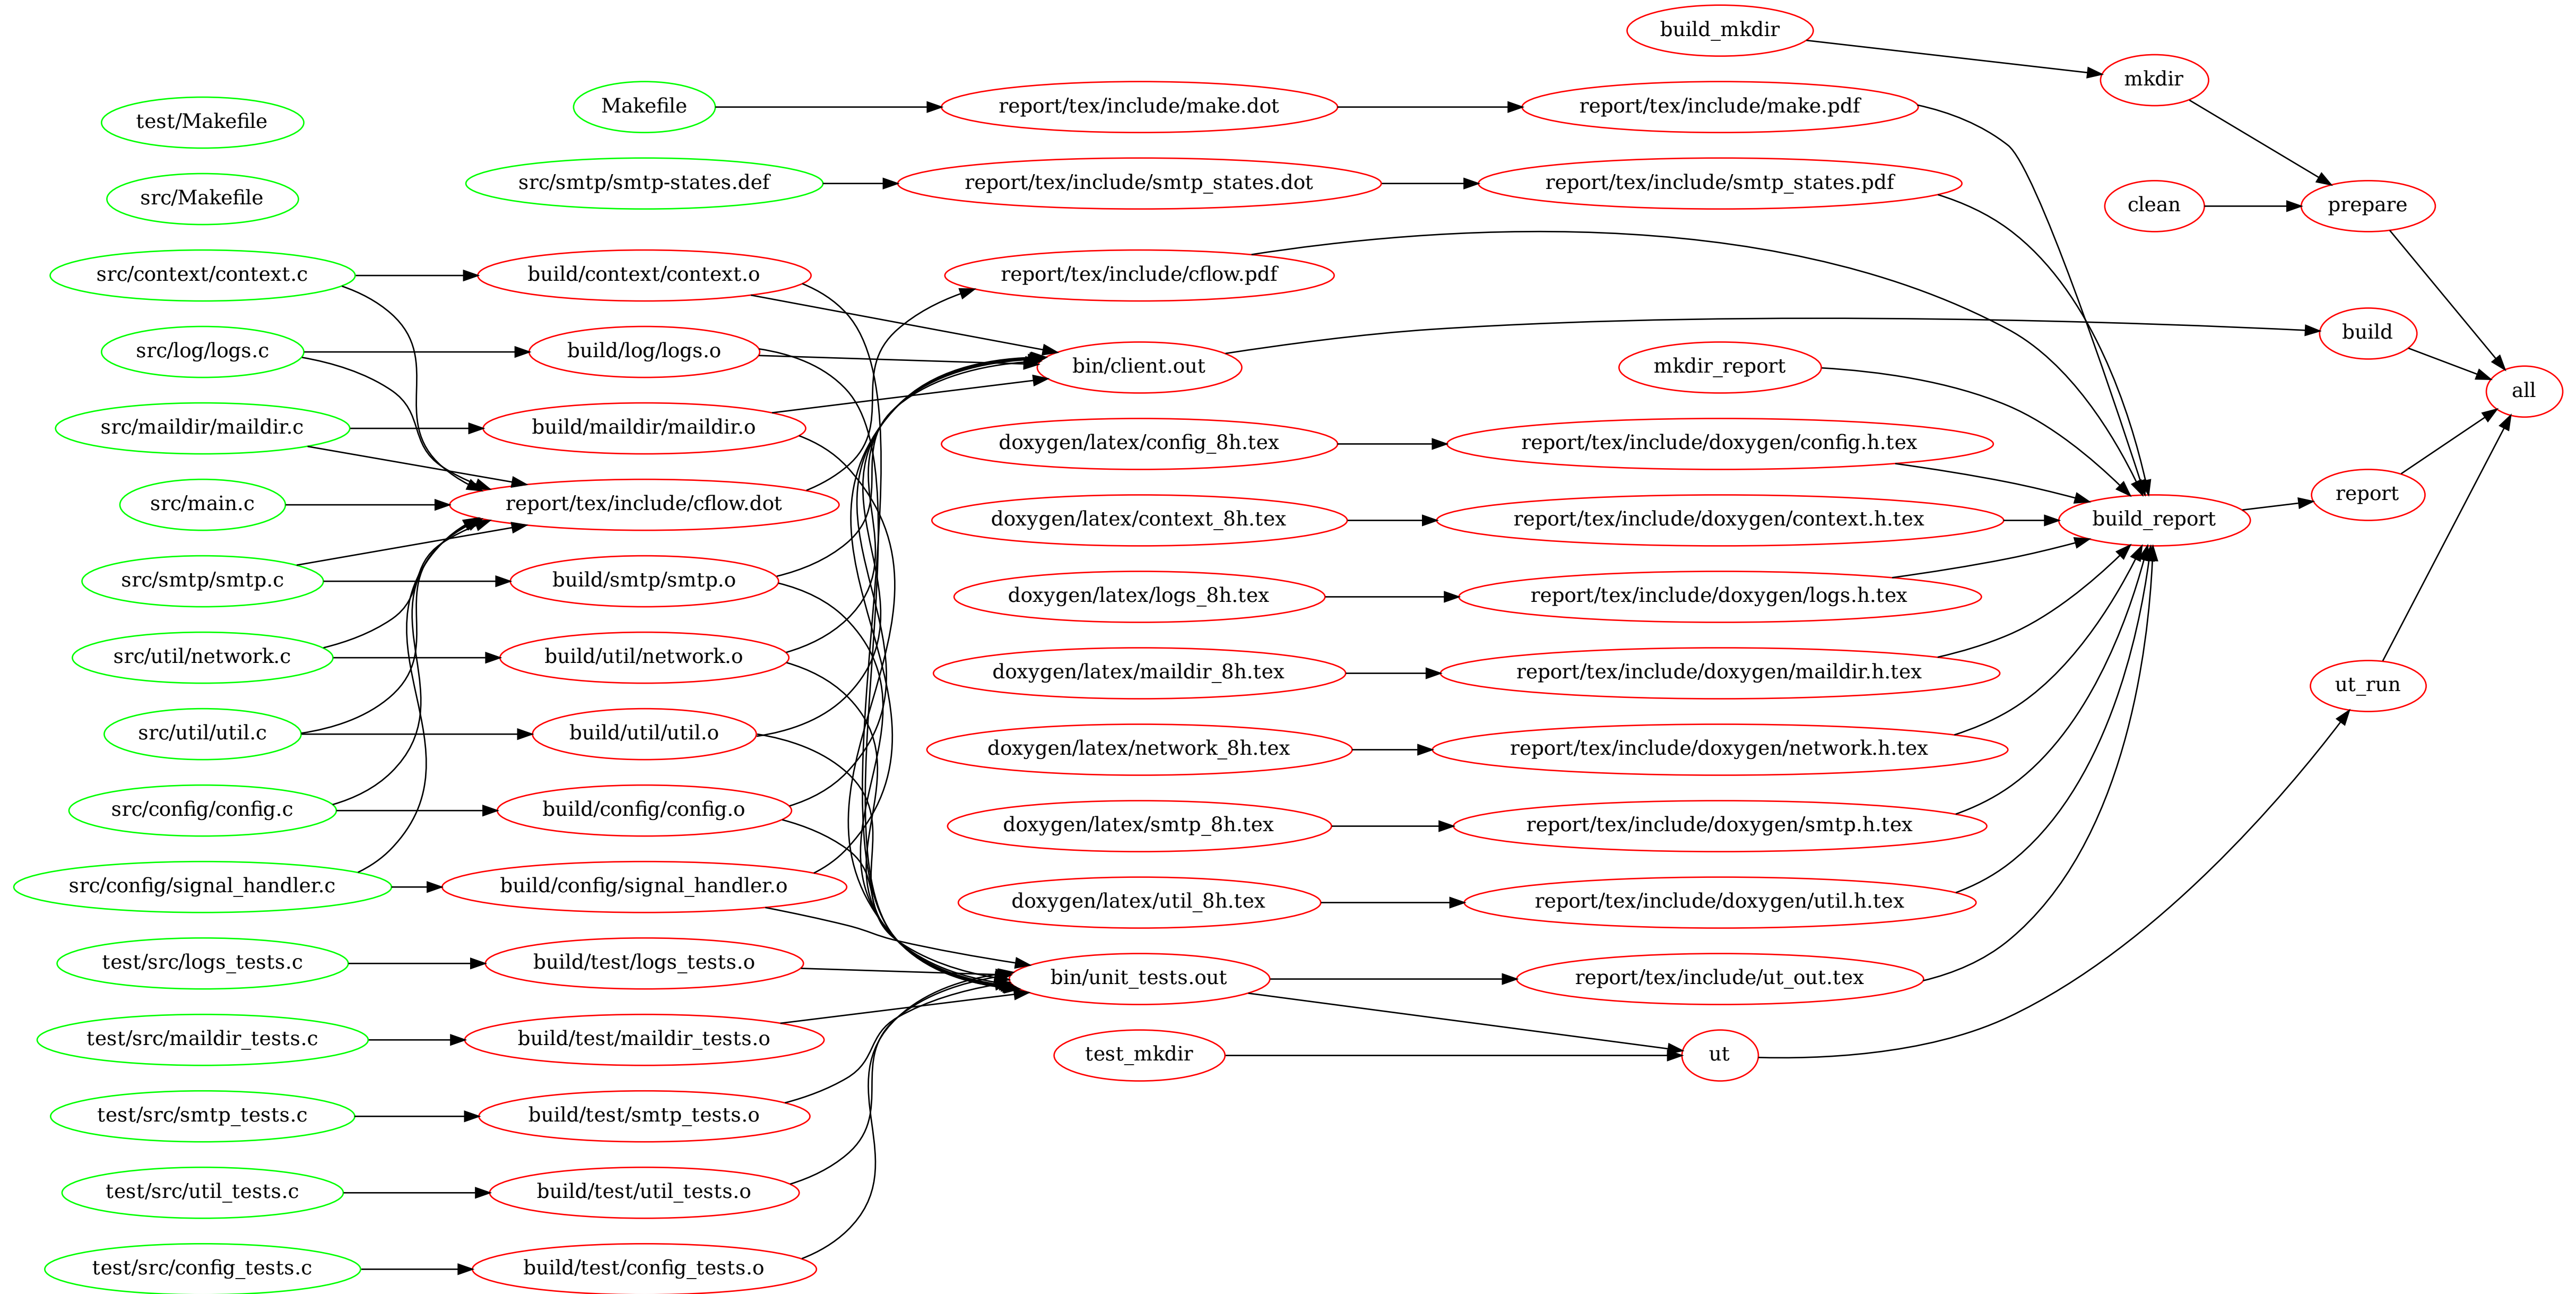 build_mkdir
mkdir
Makefile
report/tex/include/make.dot
report/tex/include/make.pdf
test/Makefile
src/smtp/smtp-states.def
report/tex/include/smtp_states.dot
report/tex/include/smtp_states.pdf
src/Makefile
clean
prepare
src/context/context.c
build/context/context.o
report/tex/include/cflow.pdf
build
src/log/logs.c
build/log/logs.o
bin/client.out
mkdir_report
all
src/maildir/maildir.c
build/maildir/maildir.o
doxygen/latex/config_8h.tex
report/tex/include/doxygen/config.h.tex
report
src/main.c
report/tex/include/cflow.dot
doxygen/latex/context_8h.tex
report/tex/include/doxygen/context.h.tex
build_report
src/smtp/smtp.c
build/smtp/smtp.o
doxygen/latex/logs_8h.tex
report/tex/include/doxygen/logs.h.tex
src/util/network.c
build/util/network.o
doxygen/latex/maildir_8h.tex
report/tex/include/doxygen/maildir.h.tex
ut_run
src/util/util.c
build/util/util.o
doxygen/latex/network_8h.tex
report/tex/include/doxygen/network.h.tex
src/config/config.c
build/config/config.o
doxygen/latex/smtp_8h.tex
report/tex/include/doxygen/smtp.h.tex
src/config/signal_handler.c
build/config/signal_handler.o
doxygen/latex/util_8h.tex
report/tex/include/doxygen/util.h.tex
test/src/logs_tests.c
build/test/logs_tests.o
bin/unit_tests.out
report/tex/include/ut_out.tex
test/src/maildir_tests.c
build/test/maildir_tests.o
test_mkdir
ut
test/src/smtp_tests.c
build/test/smtp_tests.o
test/src/util_tests.c
build/test/util_tests.o
test/src/config_tests.c
build/test/config_tests.o